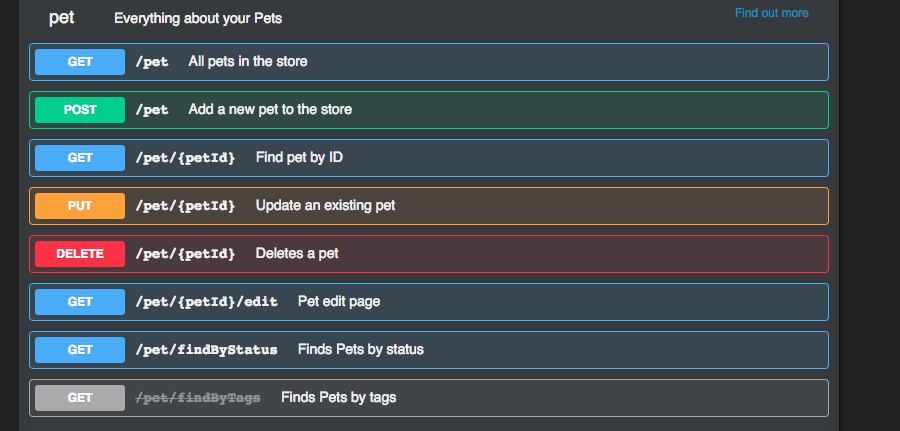 pet Everything about your Pets Find out more
GET /pet All pets in the store
POST /pet Add a new pet to the store
GET /pet/{petId} Find pet by ID
PUT /pet/{petId} Update an existing pet
DELETE /pet/{petId} Deletes a pet
GET /pet/{petId}/edit Pet edit page
GET /pet/findByStatus Finds Pets by status
GET /pet/findByTags Finds Pets by tags